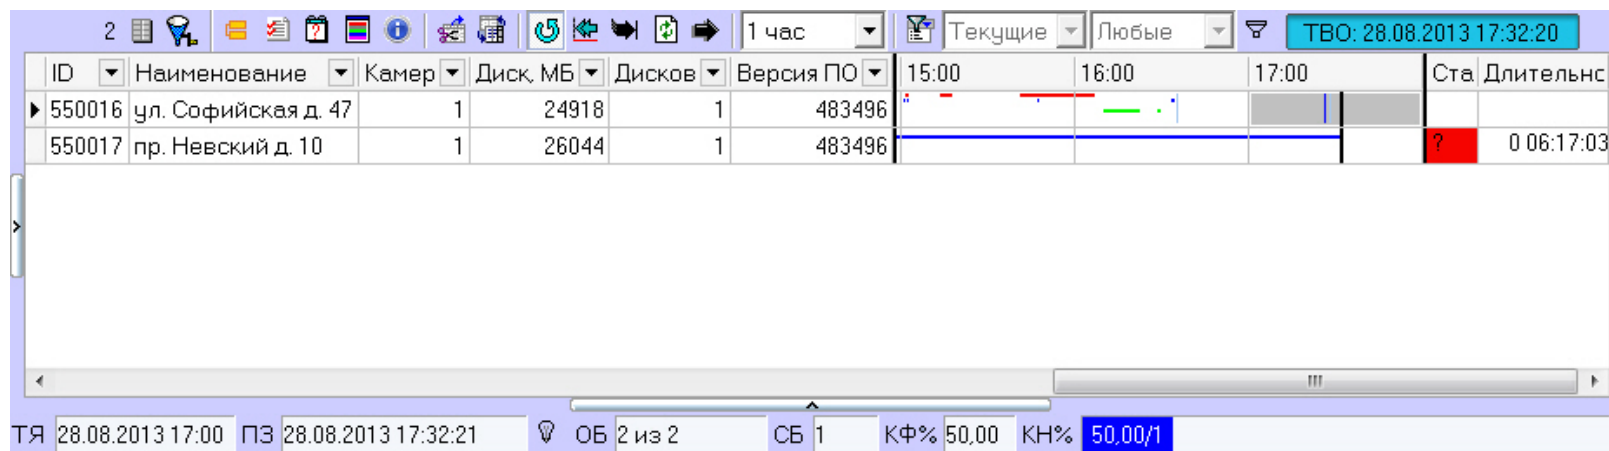 2 1 час Текущие Любые ТВО: 28.08.2013 17:32:20
ID Наименование Камер Диск, МБ Дисков Версия ПО 15:00 16:00 17:00 Ста Длительнс
550016 ул. Софийская д. 47 1 24918 1 483496
550017 пр. Невский д. 10 1 26044 1 483496 ? 0 06:17:03
ТЯ 28.08.2013 17:00 ПЗ 28.08.2013 17:32:21 ОБ 2 из 2 СБ 1 КФ% 50,00 КН% 50,00/1